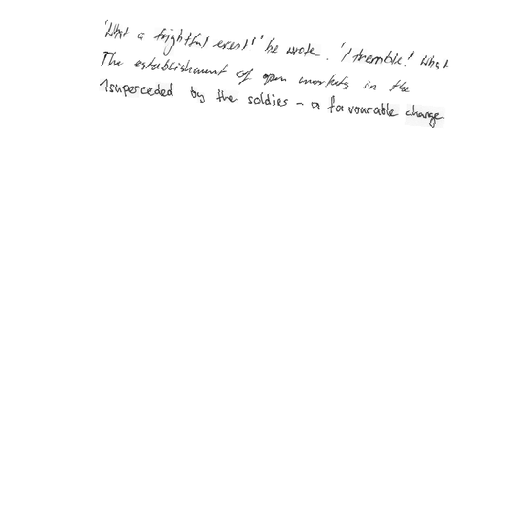 'What a frightful event!' he wrote. 'I tremble! What
The establishment of open markets in the
superceded by the soldies - a favourable change